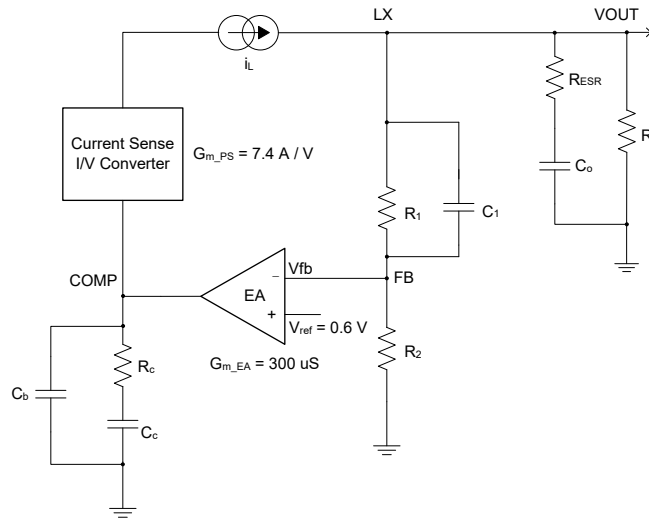 LX
VOUT
iL
RESR
R
Current Sense
I/V Converter
Gm_PS = 7.4 A / V
Co
R1
C1
COMP
Vfb
FB
EA
−
+
Vref = 0.6 V
R2
Rc
Gm_EA = 300 uS
Cb
Cc